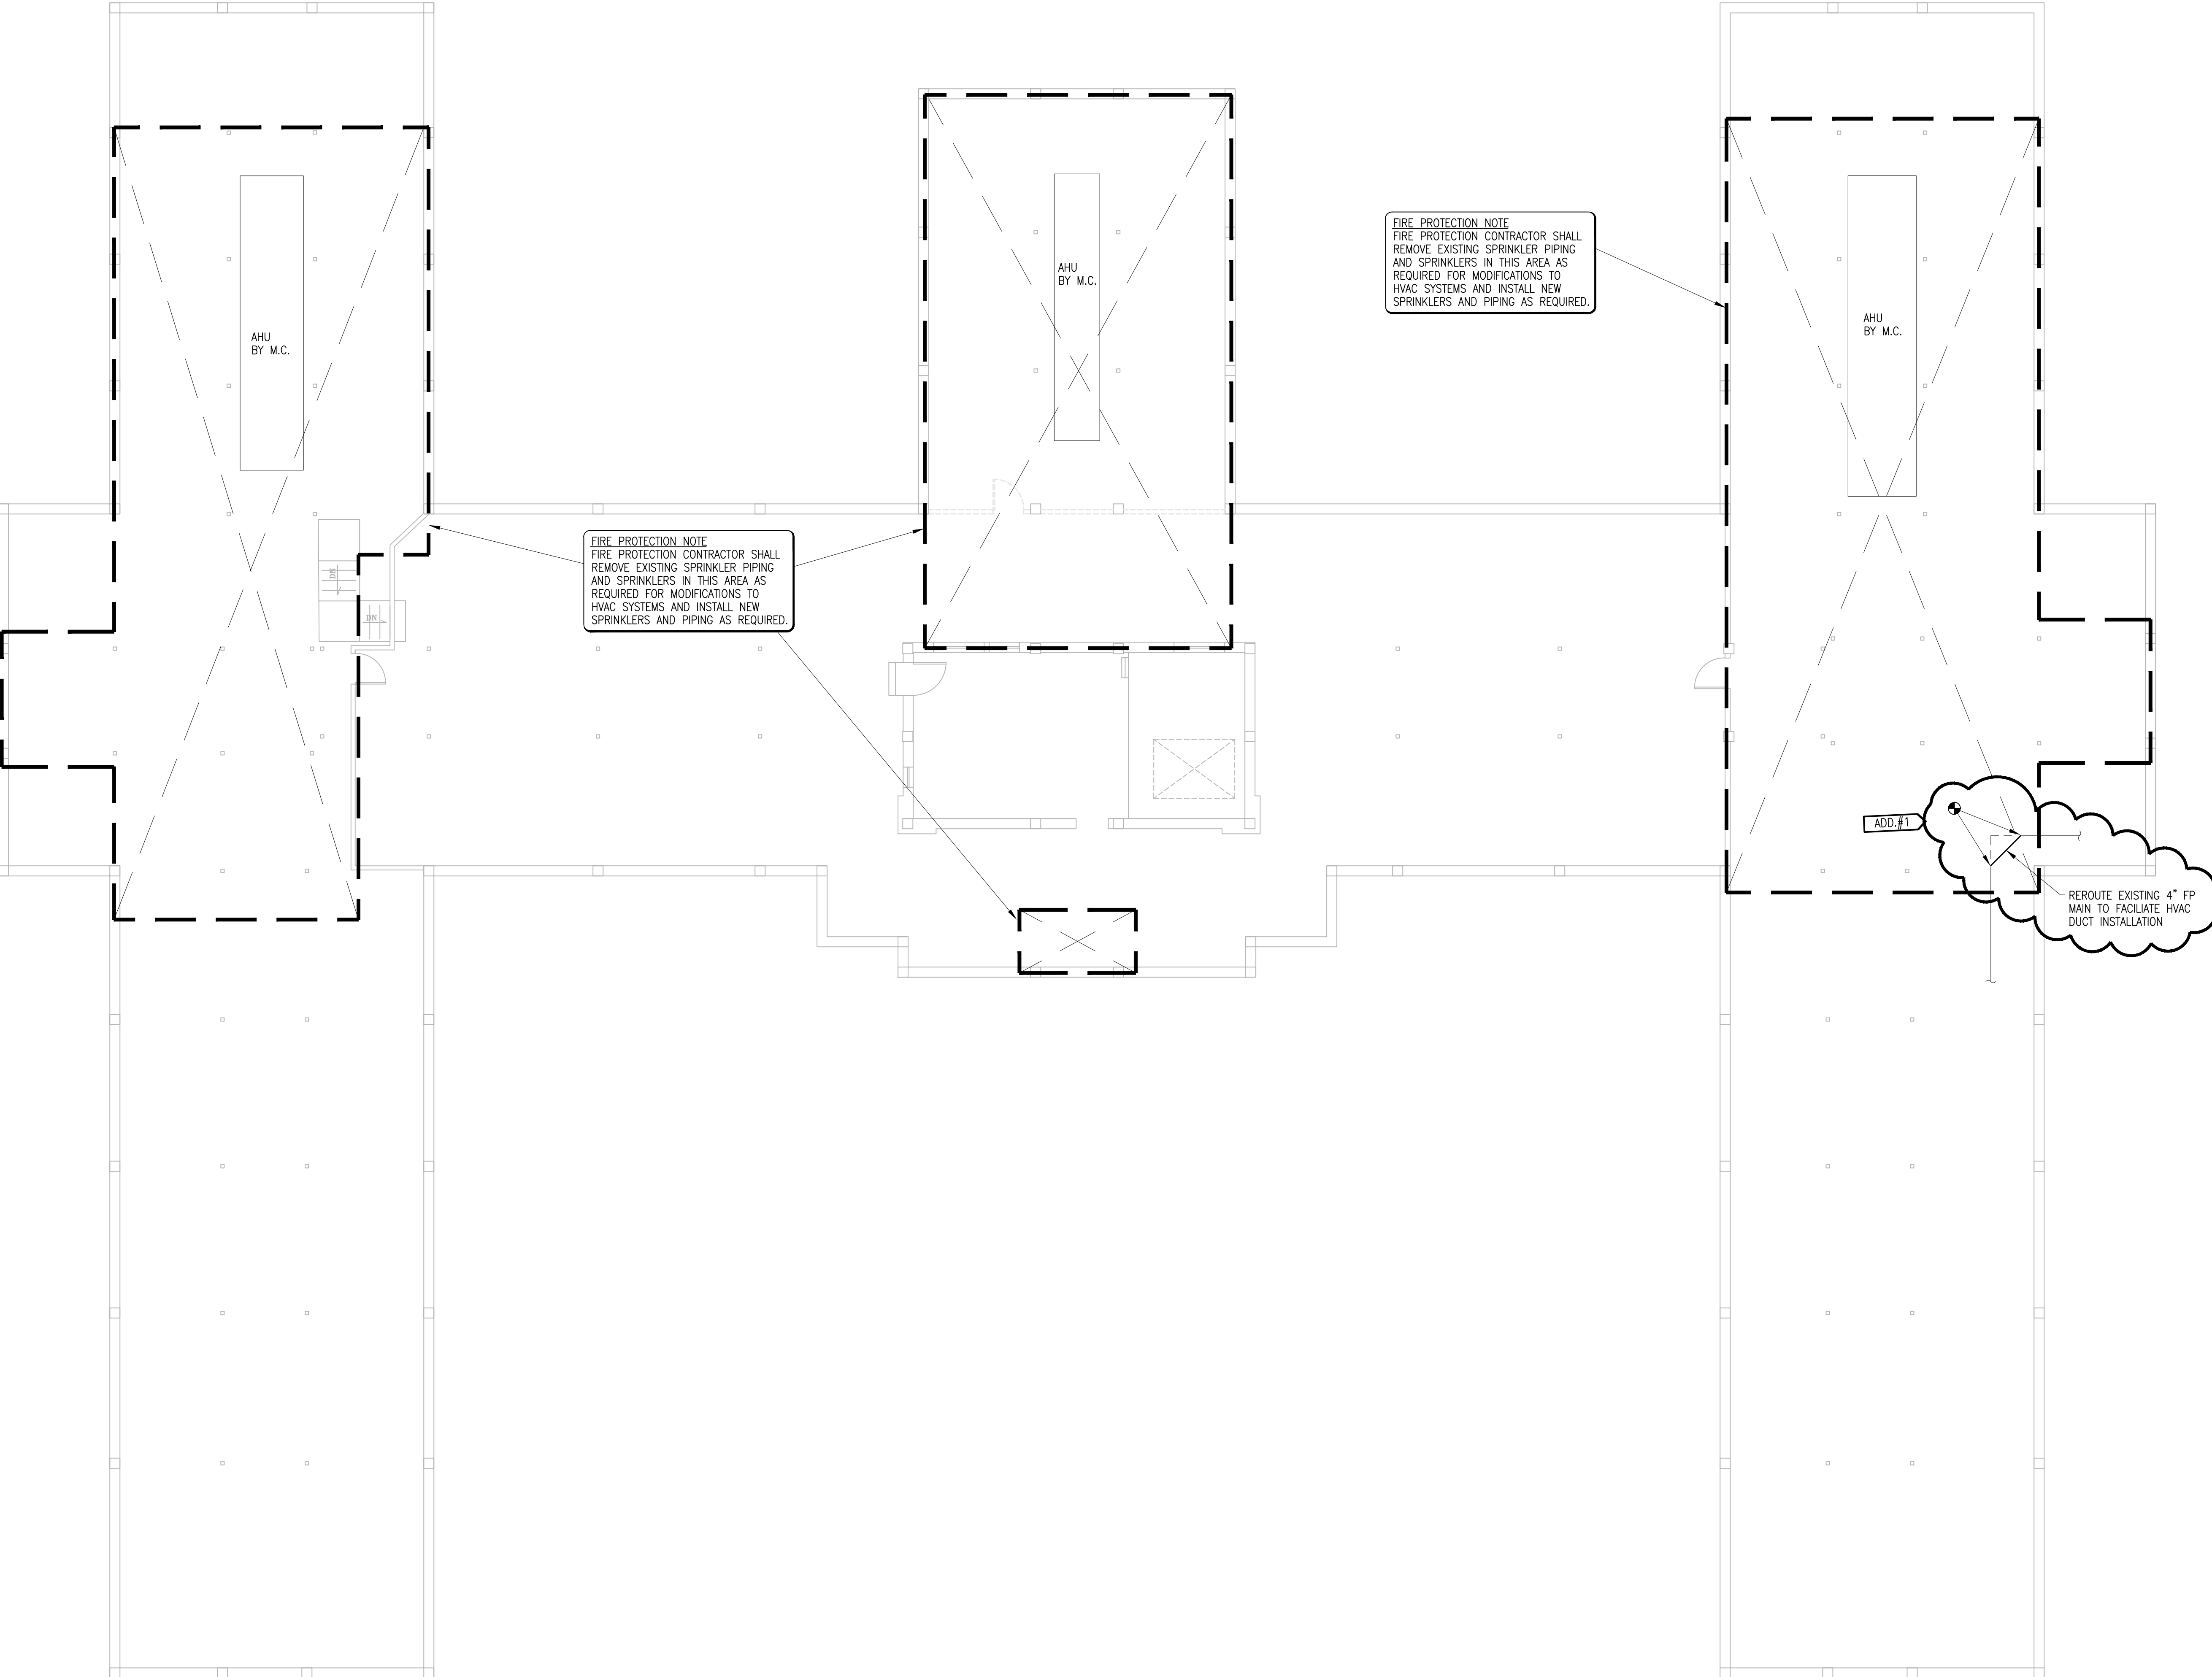 FIRE PROTECTION NOTE
FIRE PROTECTION CONTRACTOR SHALL
REMOVE EXISTING SPRINKLER PIPING
AND SPRINKLERS IN THIS AREA AS
REQUIRED FOR MODIFICATIONS TO
HVAC SYSTEMS AND INSTALL NEW
SPRINKLERS AND PIPING AS REQUIRED.
AHU
BY M.C.
AHU
BY M.C.
AHU
BY M.C.
FIRE PROTECTION NOTE
FIRE PROTECTION CONTRACTOR SHALL
REMOVE EXISTING SPRINKLER PIPING
AND SPRINKLERS IN THIS AREA AS
REQUIRED FOR MODIFICATIONS TO
HVAC SYSTEMS AND INSTALL NEW
SPRINKLERS AND PIPING AS REQUIRED.
DN
DN
ADD.#1
REROUTE EXISTING 4" FP
MAIN TO FACILIATE HVAC
DUCT INSTALLATION